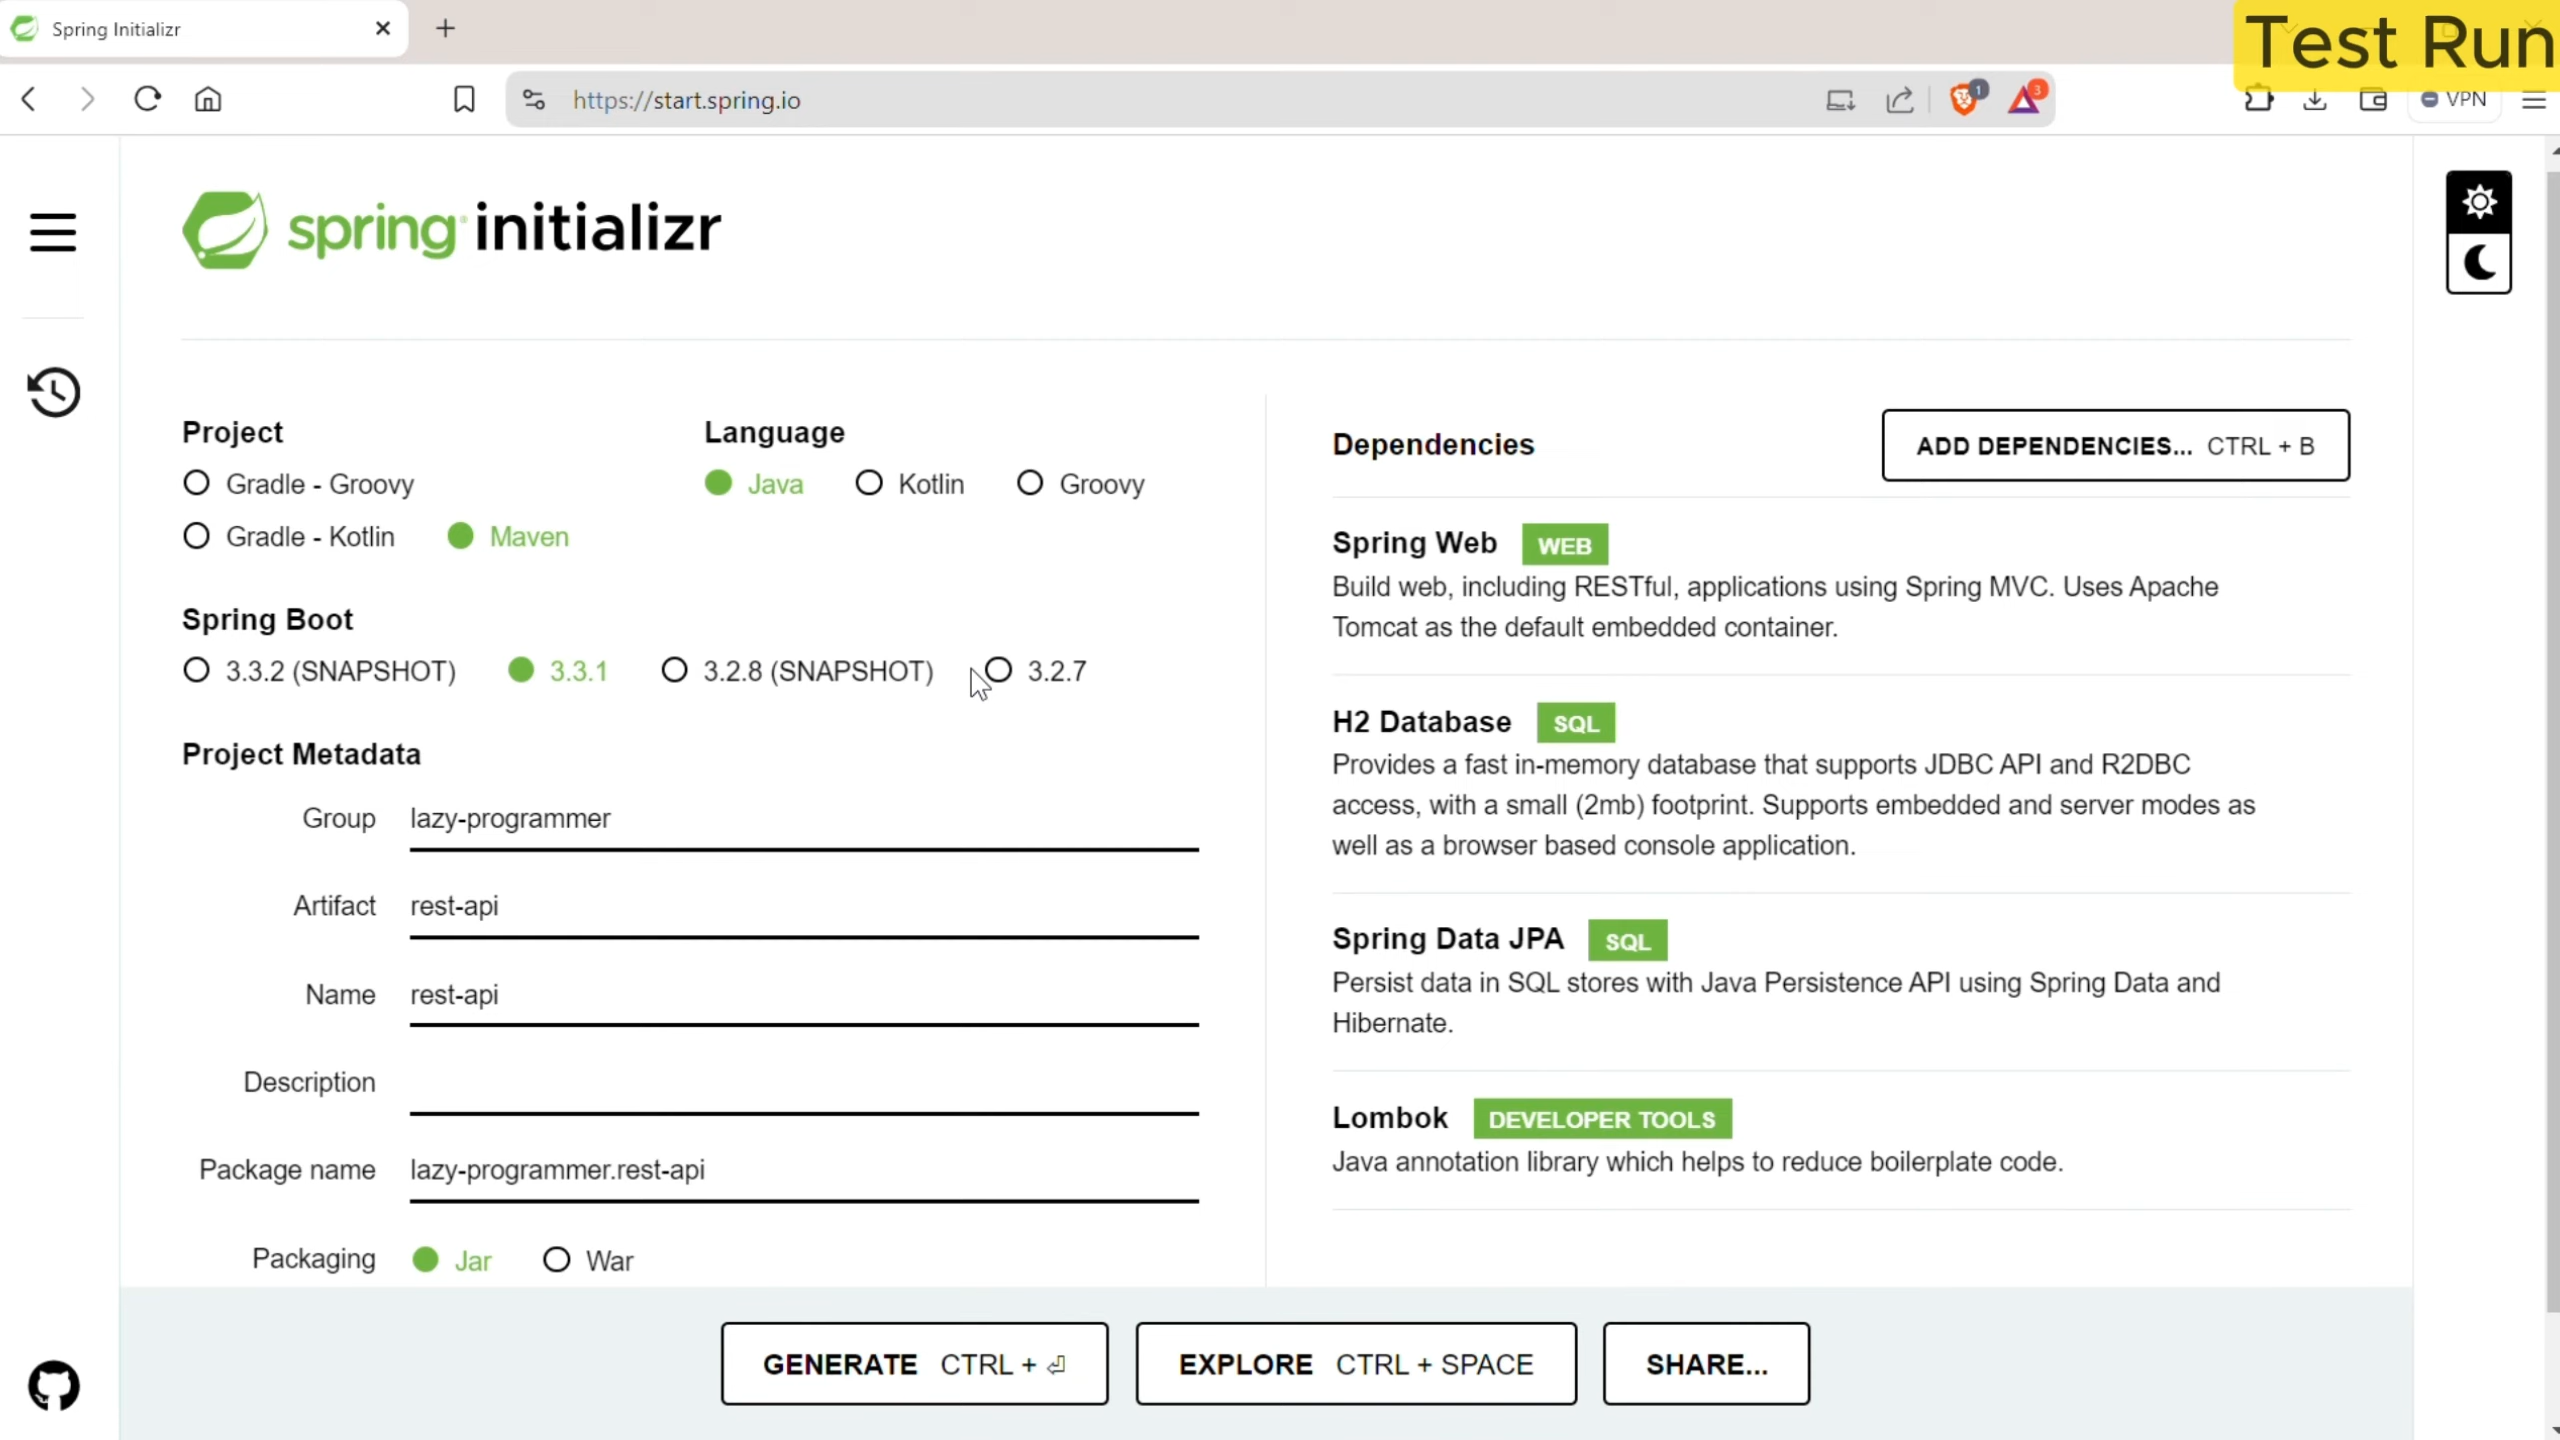 Spring Initializr
Test Run
https://start.spring.io
1
3
VPN
spring initializr
Project
Language
Gradle - Groovy
Java
Kotlin
Groovy
Gradle - Kotlin
Maven
Spring Boot
3.3.2 (SNAPSHOT)
3.3.1
3.2.8 (SNAPSHOT)
3.2.7
Project Metadata
Group
lazy-programmer
Artifact
rest-api
Name
rest-api
Description
Package name
lazy-programmer.rest-api
Packaging
Jar
War
Dependencies
ADD DEPENDENCIES... CTRL + B
Spring Web WEB
Build web, including RESTful, applications using Spring MVC. Uses Apache
Tomcat as the default embedded container.
H2 Database SQL
Provides a fast in-memory database that supports JDBC API and R2DBC
access, with a small (2mb) footprint. Supports embedded and server modes as
well as a browser based console application.
Spring Data JPA SQL
Persist data in SQL stores with Java Persistence API using Spring Data and
Hibernate.
Lombok DEVELOPER TOOLS
Java annotation library which helps to reduce boilerplate code.
GENERATE CTRL + ⏎
EXPLORE CTRL + SPACE
SHARE...